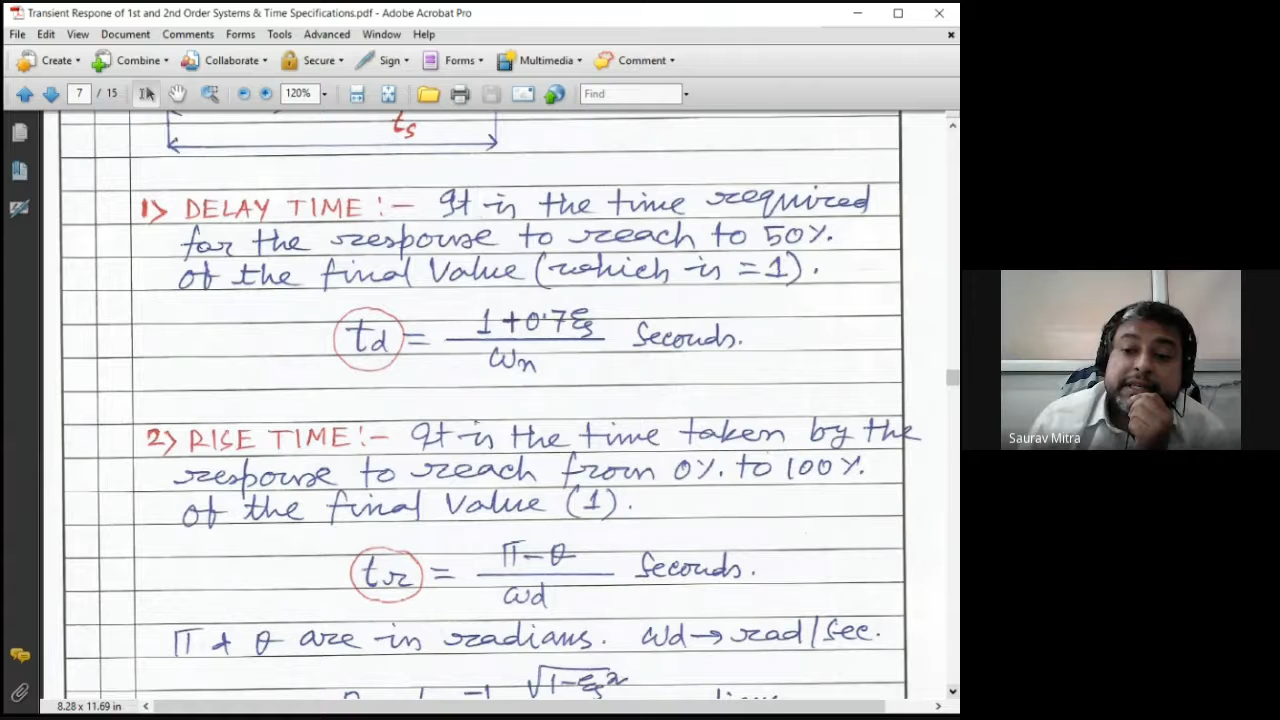 Transient Respone of 1st and 2nd Order Systems & Time Specifications.pdf - Adobe Acrobat Pro
File Edit View Document Comments Forms Tools Advanced Window Help
Create Combine Collaborate Secure Sign Forms Multimedia Comment
7 / 15 120% Find
ts
1> DELAY TIME :- It is the time required
for the response to reach to 50%.
of the final Value (which is = 1).
td = 1+0.7ξ / ωn Seconds.
2> RISE TIME :- It is the time taken by the
response to reach from 0% to 100%.
of the final Value (1).
tr = π-θ / ωd Seconds.
π & θ are in radians. ωd → rad/sec.
√1-ξ²
8.28 x 11.69 in
Saurav Mitra